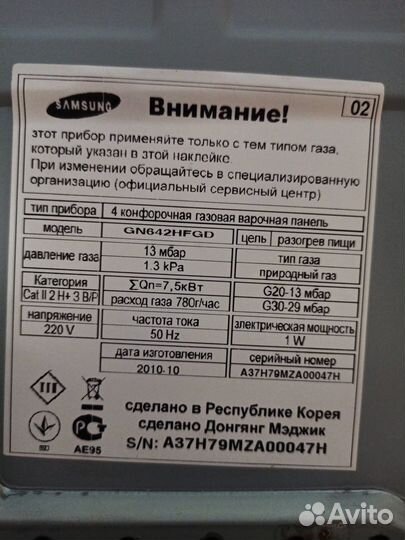 SAMSUNG
Внимание!
02
этот прибор применяйте только с тем типом газа,
который указан в этой наклейке.
При изменении обращайтесь в специализированную
организацию (официальный сервисный центр)
тип прибора 4 конфорочная газовая варочная панель
модель GN642HFGD цель разогрев пищи
давление газа 13 мбар тип газа
1.3 kPa природный газ
Категория ΣQn=7,5кВт G20-13 мбар
Cat II 2 H+ 3 B/P расход газа 780г/час G30-29 мбар
напряжение частота тока электрическая мощность
220 V 50 Hz 1 W
дата изготовления серийный номер
2010-10 A37H79MZA00047H
сделано в Республике Корея
сделано Донгянг Мэджик
AE95 S/N: A37H79MZA00047H
Avito